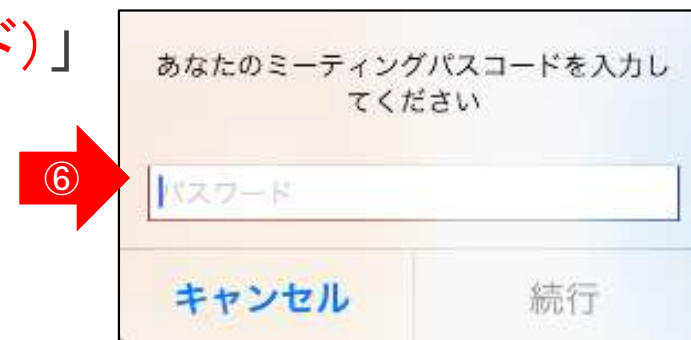 ド)」
あなたのミーティングパスコードを入力し
てください
⑥
パスワード
キャンセル
続行